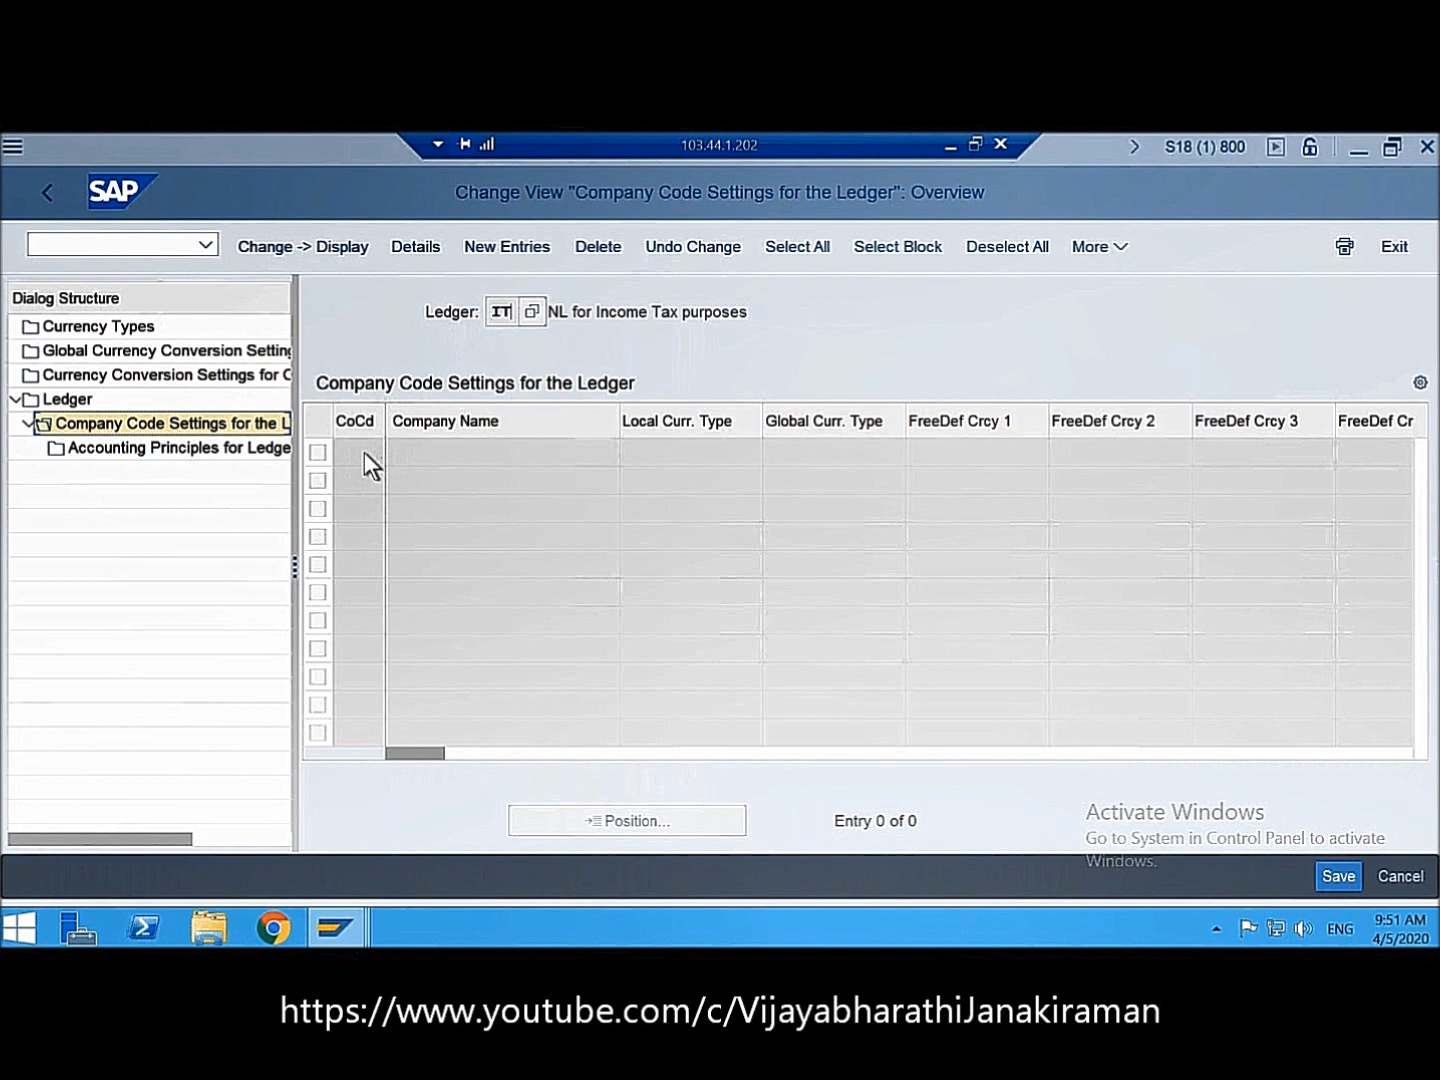 103.44.1.202
S18 (1) 800
SAP
Change View "Company Code Settings for the Ledger": Overview
Change -> Display Details New Entries Delete Undo Change Select All Select Block Deselect All More Exit
Dialog Structure
Currency Types
Global Currency Conversion Setting
Currency Conversion Settings for C
Ledger
Company Code Settings for the L
Accounting Principles for Ledge
Ledger: IT NL for Income Tax purposes
Company Code Settings for the Ledger
CoCd Company Name Local Curr. Type Global Curr. Type FreeDef Crcy 1 FreeDef Crcy 2 FreeDef Crcy 3 FreeDef Cr
Position... Entry 0 of 0
Activate Windows
Go to System in Control Panel to activate
Windows.
Save Cancel
ENG
9:51 AM
4/5/2020
https://www.youtube.com/c/VijayabharathiJanakiraman